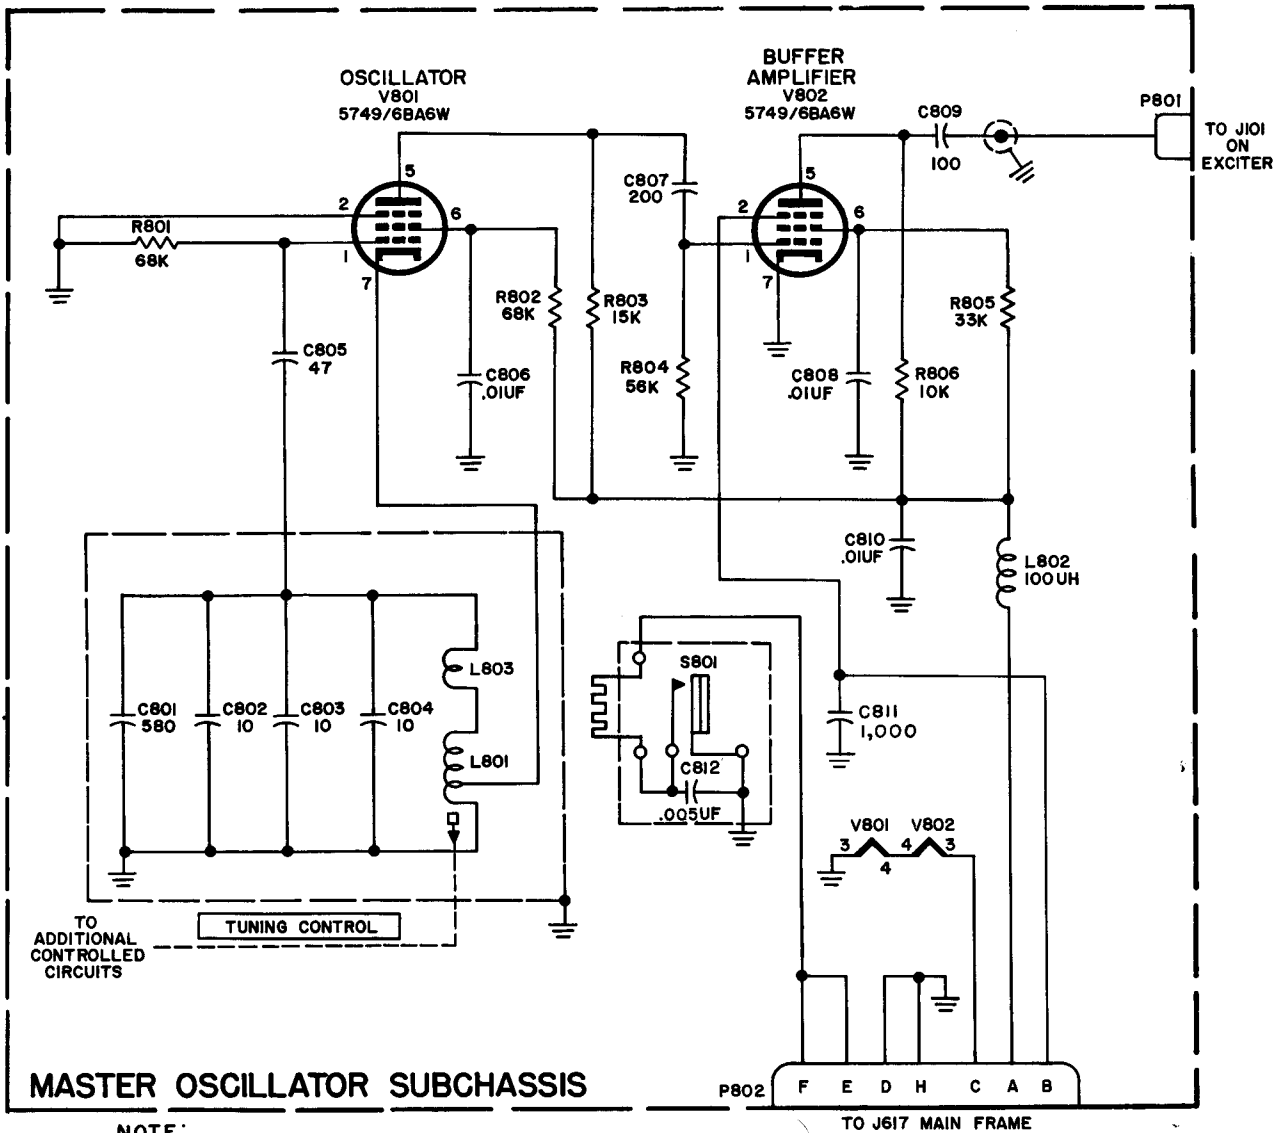 OSCILLATOR
V801
5749/6BA6W
BUFFER
AMPLIFIER
V802
5749/6BA6W
C809
100
P801
TO J101
ON
EXCITER
5
2
6
1
7
R801
68K
C807
200
5
2
6
1
7
R802
68K
R803
15K
R805
33K
C805
47
C806
.01UF
R804
56K
C808
.01UF
R806
10K
C810
.01UF
L802
100UH
S801
L803
C801
580
C802
10
C803
10
C804
10
L801
C811
1,000
C812
.005UF
V801
V802
3
4
3
4
TUNING CONTROL
TO
ADDITIONAL
CONTROLLED
CIRCUITS
MASTER OSCILLATOR SUBCHASSIS
P802
F E D H C A B
TO J617 MAIN FRAME
NOTE: